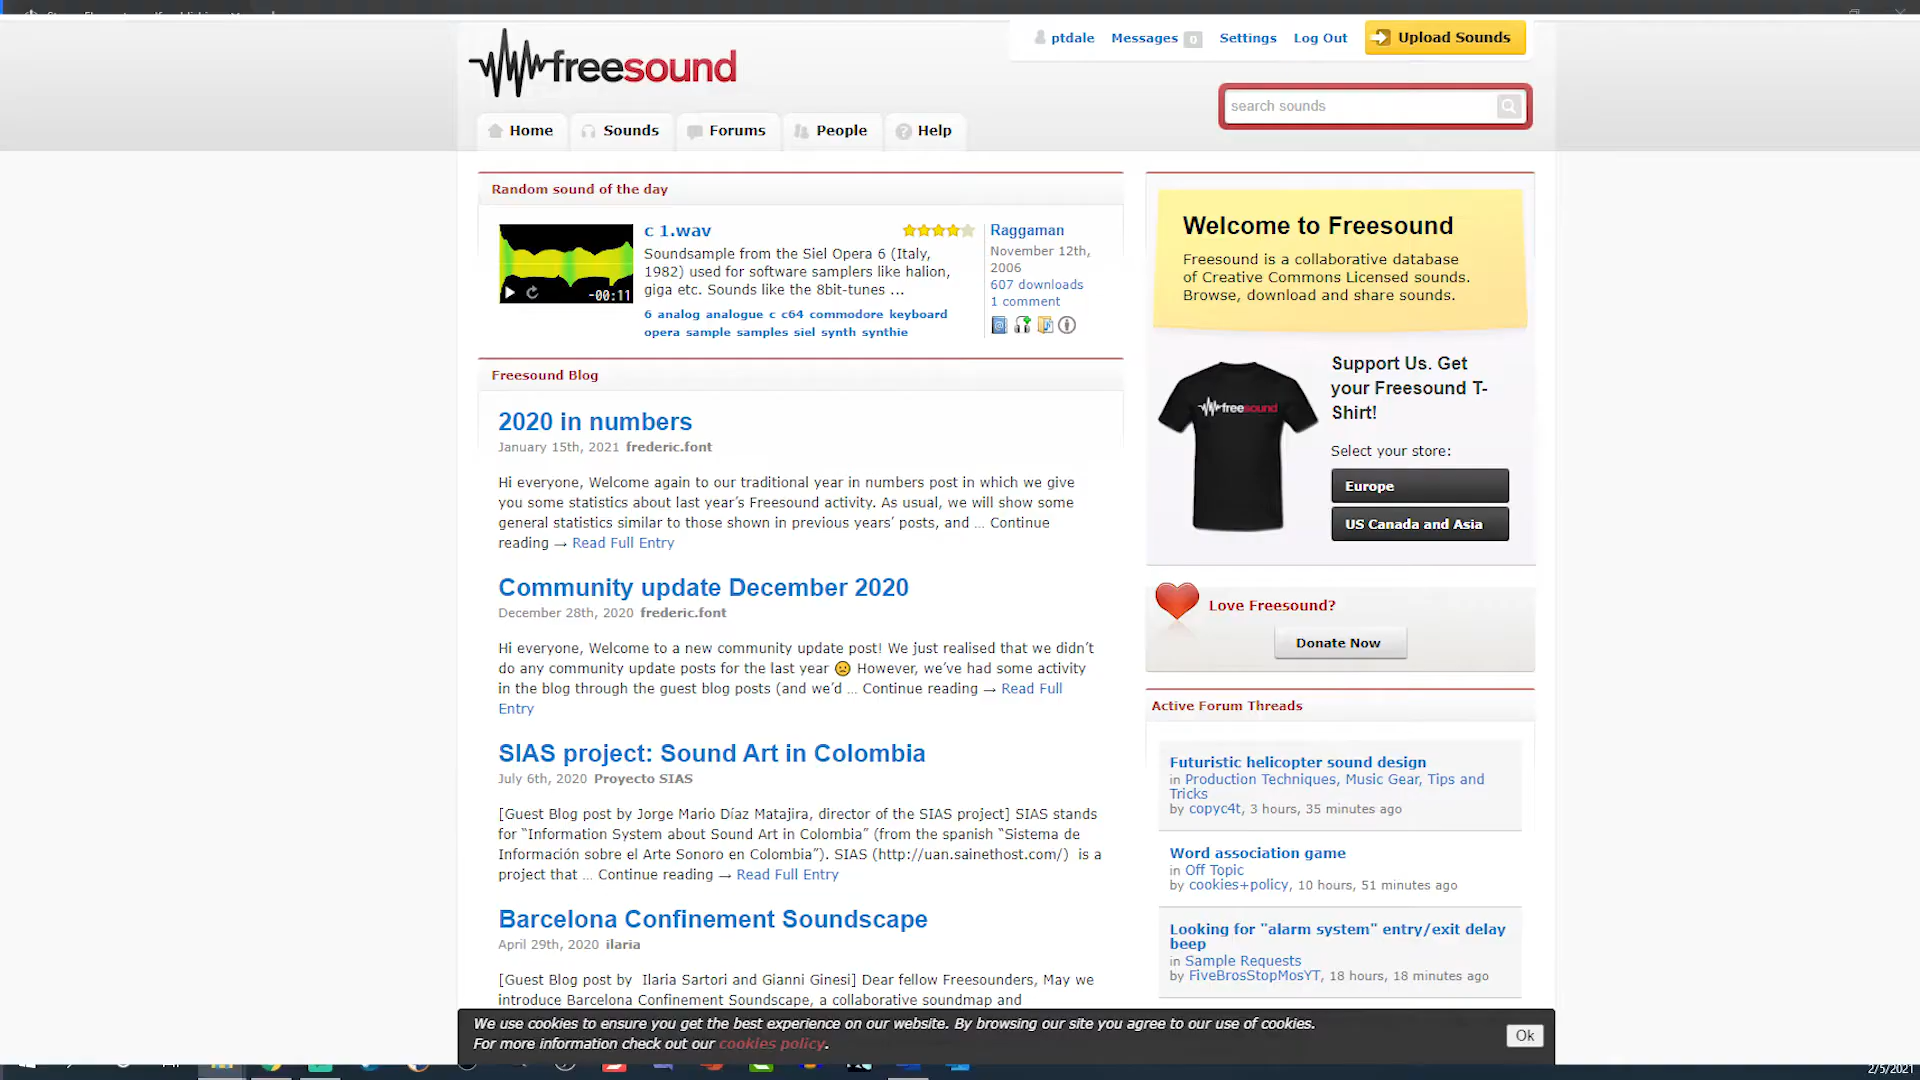 freesound
ptdale Messages 0 Settings Log Out Upload Sounds
search sounds
Home Sounds Forums People Help
Random sound of the day
c 1.wav
Soundsample from the Siel Opera 6 (Italy,
1982) used for software samplers like halion,
giga etc. Sounds like the 8bit-tunes ...
6 analog analogue c c64 commodore keyboard
opera sample samples siel synth synthie
-00:11
Raggaman
November 12th,
2006
607 downloads
1 comment
Freesound Blog
2020 in numbers
January 15th, 2021 frederic.font
Hi everyone, Welcome again to our traditional year in numbers post in which we give
you some statistics about last year’s Freesound activity. As usual, we will show some
general statistics similar to those shown in previous years’ posts, and … Continue
reading → Read Full Entry
Community update December 2020
December 28th, 2020 frederic.font
Hi everyone, Welcome to a new community update post! We just realised that we didn’t
do any community update posts for the last year 🙁 However, we’ve had some activity
in the blog through the guest blog posts (and we’d … Continue reading → Read Full
Entry
SIAS project: Sound Art in Colombia
July 6th, 2020 Proyecto SIAS
[Guest Blog post by Jorge Mario Díaz Matajira, director of the SIAS project] SIAS stands
for “Information System about Sound Art in Colombia” (from the spanish “Sistema de
Información sobre el Arte Sonoro en Colombia”). SIAS (http://uan.sainethost.com/)  is a
project that … Continue reading → Read Full Entry
Barcelona Confinement Soundscape
April 29th, 2020 ilaria
[Guest Blog post by  Ilaria Sartori and Gianni Ginesi] Dear fellow Freesounders, May we
introduce Barcelona Confinement Soundscape, a collaborative soundmap and
Welcome to Freesound
Freesound is a collaborative database
of Creative Commons Licensed sounds.
Browse, download and share sounds.
freesound
Support Us. Get
your Freesound T-
Shirt!
Select your store:
Europe
US Canada and Asia
Love Freesound?
Donate Now
Active Forum Threads
Futuristic helicopter sound design
in Production Techniques, Music Gear, Tips and
Tricks
by copyc4t, 3 hours, 35 minutes ago
Word association game
in Off Topic
by cookies+policy, 10 hours, 51 minutes ago
Looking for "alarm system" entry/exit delay
beep
in Sample Requests
by FiveBrosStopMosYT, 18 hours, 18 minutes ago
We use cookies to ensure you get the best experience on our website. By browsing our site you agree to our use of cookies.
For more information check out our cookies policy.
Ok
2/5/2021